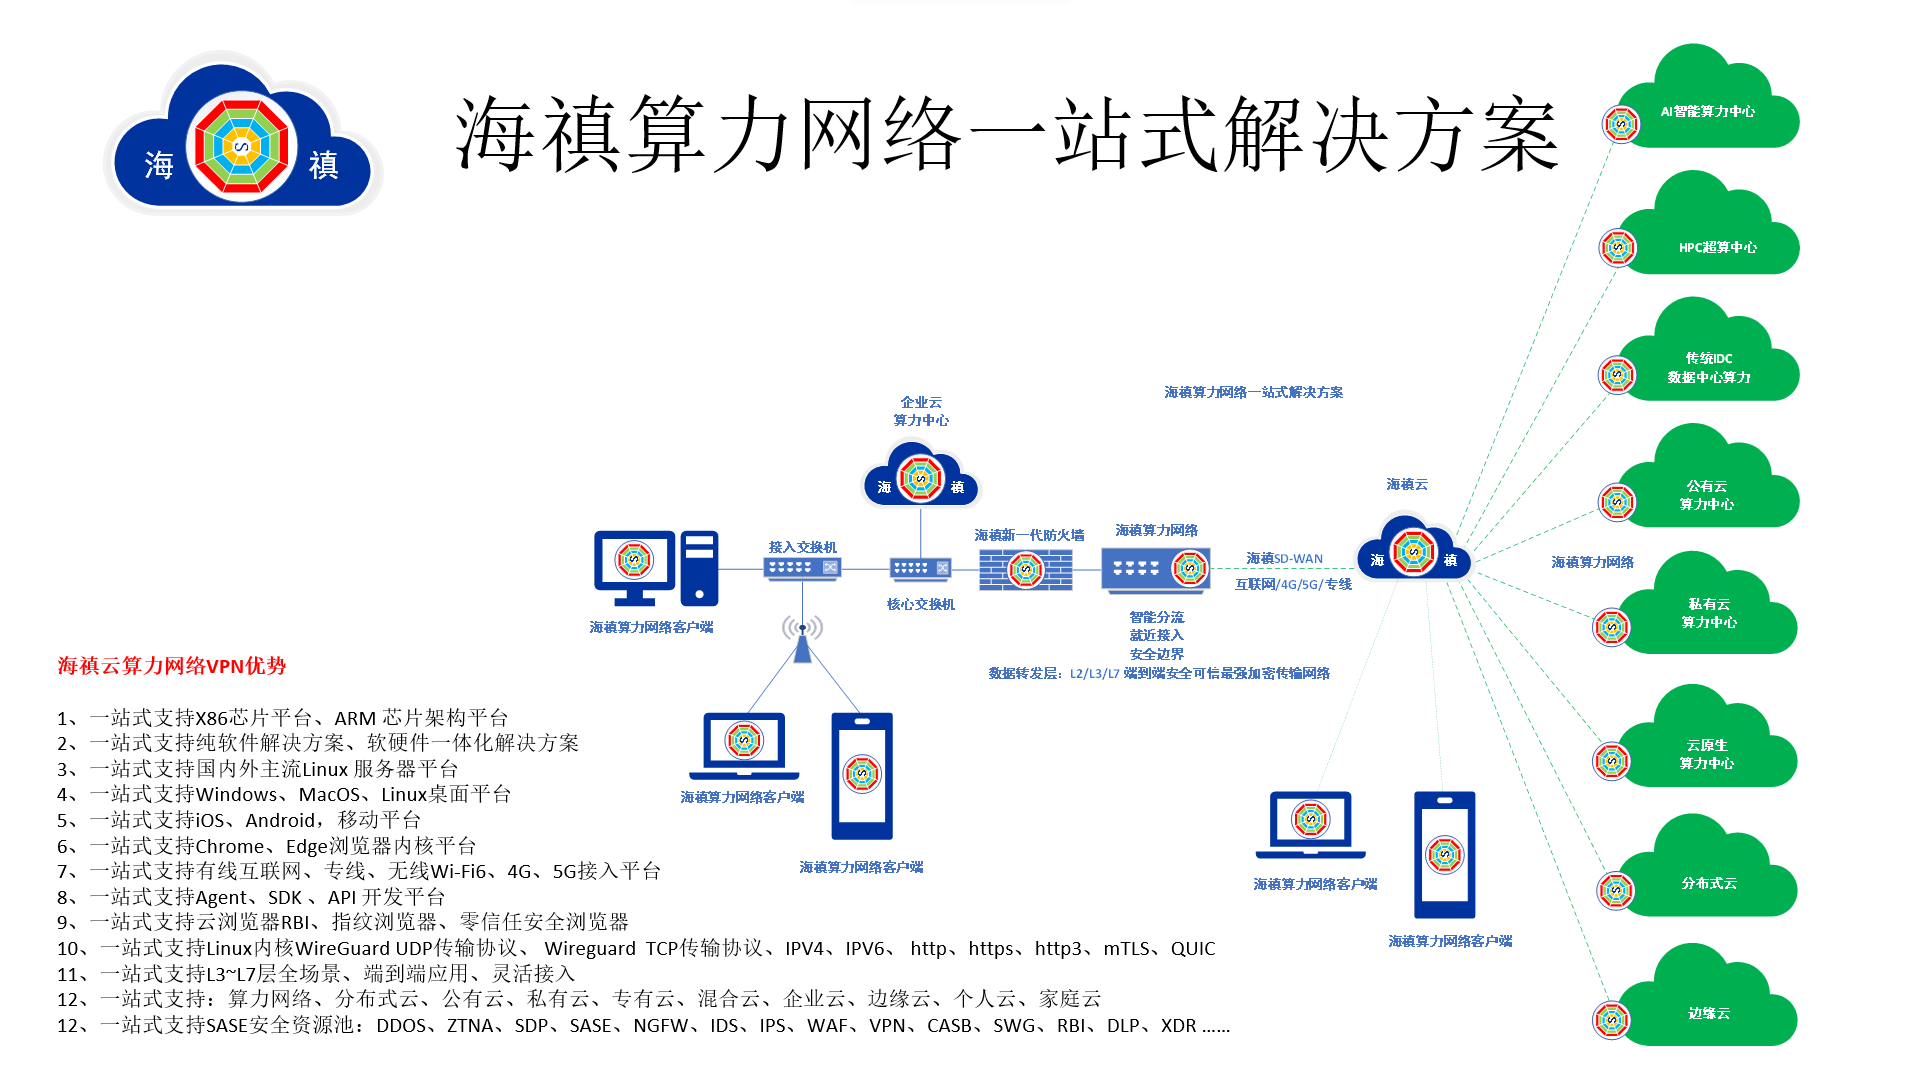 海禛
海禛算力网络一站式解决方案
AI智能算力中心
HPC超算中心
传统IDC
数据中心算力
公有云
算力中心
海禛算力网络
私有云
算力中心
云原生
算力中心
分布式云
边缘云
海禛算力网络一站式解决方案
企业云
算力中心
海禛
海禛云
海禛
接入交换机
核心交换机
海禛新一代防火墙
海禛算力网络
海禛SD-WAN
互联网/4G/5G/专线
智能分流
就近接入
安全边界
数据转发层：L2/L3/L7 端到端安全可信最强加密传输网络
海禛算力网络客户端
海禛算力网络客户端
海禛算力网络客户端
海禛算力网络客户端
海禛算力网络客户端
海禛云算力网络VPN优势
1、一站式支持X86芯片平台、ARM 芯片架构平台
2、一站式支持纯软件解决方案、软硬件一体化解决方案
3、一站式支持国内外主流Linux 服务器平台
4、一站式支持Windows、MacOS、Linux桌面平台
5、一站式支持iOS、Android，移动平台
6、一站式支持Chrome、Edge浏览器内核平台
7、一站式支持有线互联网、专线、无线Wi-Fi6、4G、5G接入平台
8、一站式支持Agent、SDK 、API 开发平台
9、一站式支持云浏览器RBI、指纹浏览器、零信任安全浏览器
10、一站式支持Linux内核WireGuard UDP传输协议、 Wireguard  TCP传输协议、IPV4、IPV6、 http、https、http3、mTLS、QUIC
11、一站式支持L3~L7层全场景、端到端应用、灵活接入
12、一站式支持：算力网络、分布式云、公有云、私有云、专有云、混合云、企业云、边缘云、个人云、家庭云
12、一站式支持SASE安全资源池：DDOS、ZTNA、SDP、SASE、NGFW、IDS、IPS、WAF、VPN、CASB、SWG、RBI、DLP、XDR ......